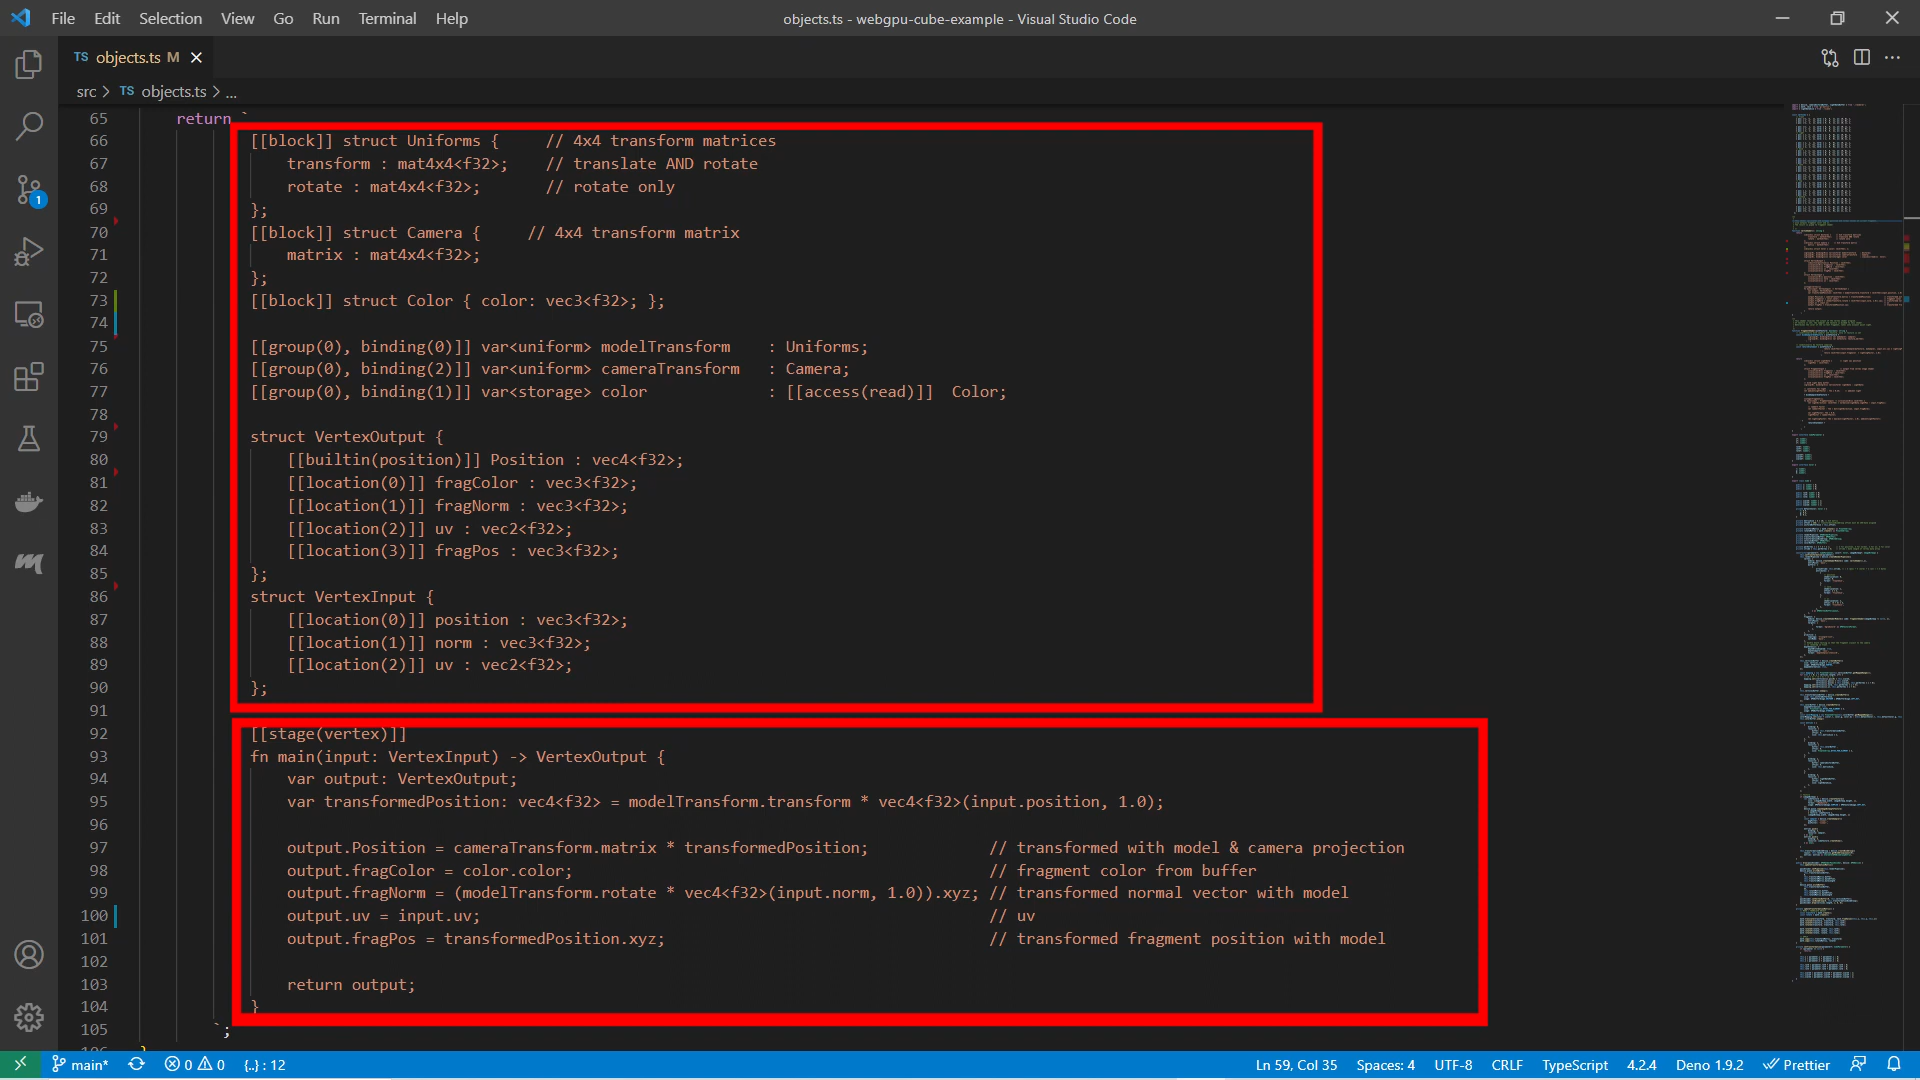 File Edit Selection View Go Run Terminal Help
objects.ts - webgpu-cube-example - Visual Studio Code
TS objects.ts M
src > TS objects.ts > ...
1
65 return `
66 [[block]] struct Uniforms { // 4x4 transform matrices
67 transform : mat4x4<f32>; // translate AND rotate
68 rotate : mat4x4<f32>; // rotate only
69 };
70 [[block]] struct Camera { // 4x4 transform matrix
71 matrix : mat4x4<f32>;
72 };
73 [[block]] struct Color { color: vec3<f32>; };
74
75 [[group(0), binding(0)]] var<uniform> modelTransform : Uniforms;
76 [[group(0), binding(2)]] var<uniform> cameraTransform : Camera;
77 [[group(0), binding(1)]] var<storage> color : [[access(read)]] Color;
78
79 struct VertexOutput {
80 [[builtin(position)]] Position : vec4<f32>;
81 [[location(0)]] fragColor : vec3<f32>;
82 [[location(1)]] fragNorm : vec3<f32>;
83 [[location(2)]] uv : vec2<f32>;
84 [[location(3)]] fragPos : vec3<f32>;
85 };
86 struct VertexInput {
87 [[location(0)]] position : vec3<f32>;
88 [[location(1)]] norm : vec3<f32>;
89 [[location(2)]] uv : vec2<f32>;
90 };
91
92 [[stage(vertex)]]
93 fn main(input: VertexInput) -> VertexOutput {
94 var output: VertexOutput;
95 var transformedPosition: vec4<f32> = modelTransform.transform * vec4<f32>(input.position, 1.0);
96
97 output.Position = cameraTransform.matrix * transformedPosition; // transformed with model & camera projection
98 output.fragColor = color.color; // fragment color from buffer
99 output.fragNorm = (modelTransform.rotate * vec4<f32>(input.norm, 1.0)).xyz; // transformed normal vector with model
100 output.uv = input.uv; // uv
101 output.fragPos = transformedPosition.xyz; // transformed fragment position with model
102
103 return output;
104 }
105 `;
main* 0 0 {..} : 12 Ln 59, Col 35 Spaces: 4 UTF-8 CRLF TypeScript 4.2.4 Deno 1.9.2 Prettier